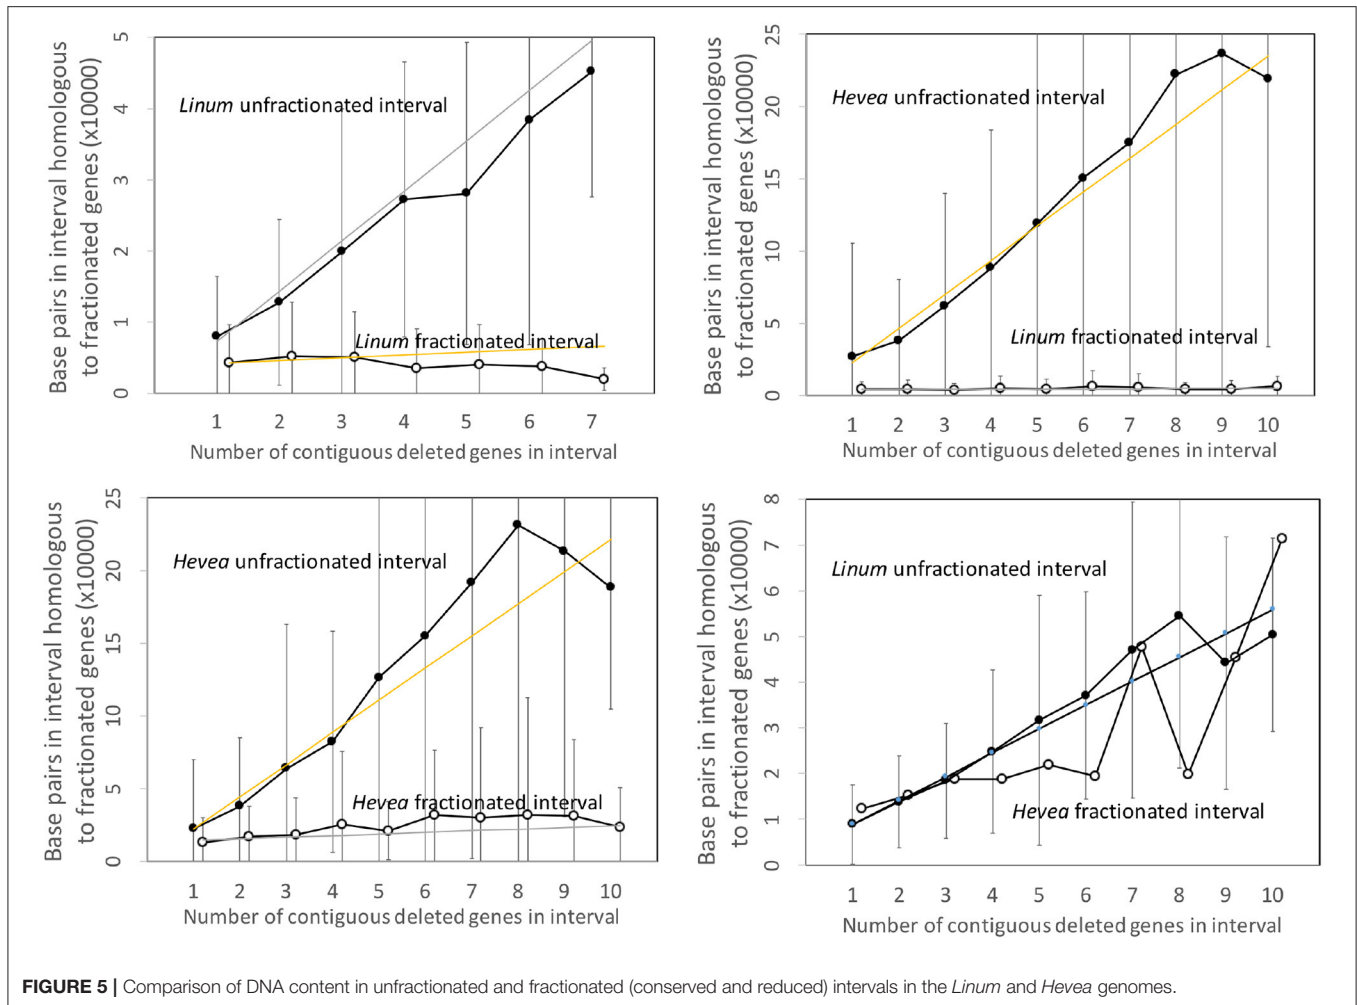 Base pairs in interval homologous
to fractionated genes (x10000)
5
4
3
2
1
0
Linum unfractionated interval
Linum fractionated interval
1 2 3 4 5 6 7
Number of contiguous deleted genes in interval
Base pairs in interval homologous
to fractionated genes (x10000)
25
20
15
10
5
0
Hevea unfractionated interval
Linum fractionated interval
1 2 3 4 5 6 7 8 9 10
Number of contiguous deleted genes in interval
Base pairs in interval homologous
to fractionated genes (x10000)
25
20
15
10
5
0
Hevea unfractionated interval
Hevea fractionated interval
1 2 3 4 5 6 7 8 9 10
Number of contiguous deleted genes in interval
Base pairs in interval homologous
to fractionated genes (x10000)
8
7
6
5
4
3
2
1
0
Linum unfractionated interval
Hevea fractionated interval
1 2 3 4 5 6 7 8 9 10
Number of contiguous deleted genes in interval
FIGURE 5 | Comparison of DNA content in unfractionated and fractionated (conserved and reduced) intervals in the Linum and Hevea genomes.